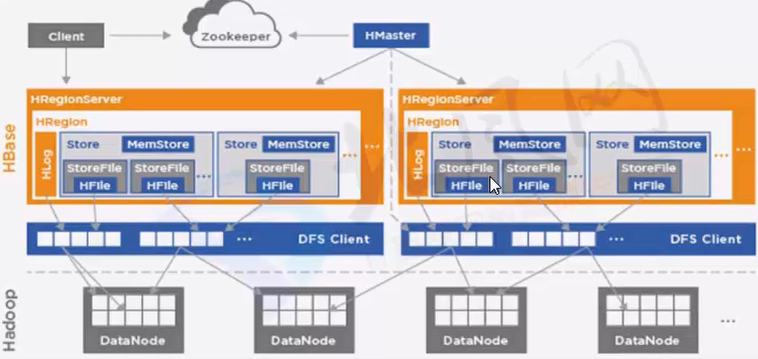 Client
Zookeeper
HMaster
HBase
HRegionServer
HRegion
HLog
Store
MemStore
StoreFile
HFile
StoreFile
HFile
...
Store
MemStore
StoreFile
HFile
...
...
HRegionServer
HRegion
HLog
Store
MemStore
StoreFile
HFile
StoreFile
HFile
...
Store
MemStore
StoreFile
HFile
...
...
... DFS Client
... DFS Client
Hadoop
DataNode
DataNode
DataNode
DataNode
...